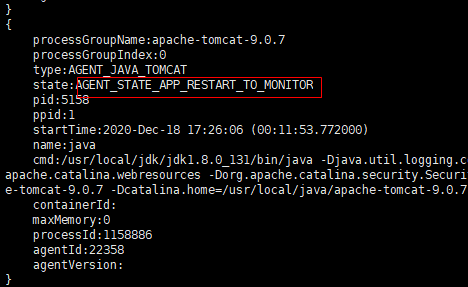 }
{
processGroupName:apache-tomcat-9.0.7
processGroupIndex:0
type:AGENT_JAVA_TOMCAT
state:AGENT_STATE_APP_RESTART_TO_MONITOR
pid:5158
ppid:1
startTime:2020-Dec-18 17:26:06 (00:11:53.772000)
name:java
cmd:/usr/local/jdk/jdk1.8.0_131/bin/java -Djava.util.logging.c
apache.catalina.webresources -Dorg.apache.catalina.security.Securi
e-tomcat-9.0.7 -Dcatalina.home=/usr/local/java/apache-tomcat-9.0.7
containerId:
maxMemory:0
processId:1158886
agentId:22358
agentVersion:
}